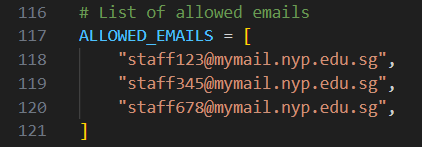 116 # List of allowed emails
117 ALLOWED_EMAILS = [
118 "staff123@mymail.nyp.edu.sg",
119 "staff345@mymail.nyp.edu.sg",
120 "staff678@mymail.nyp.edu.sg",
121 ]